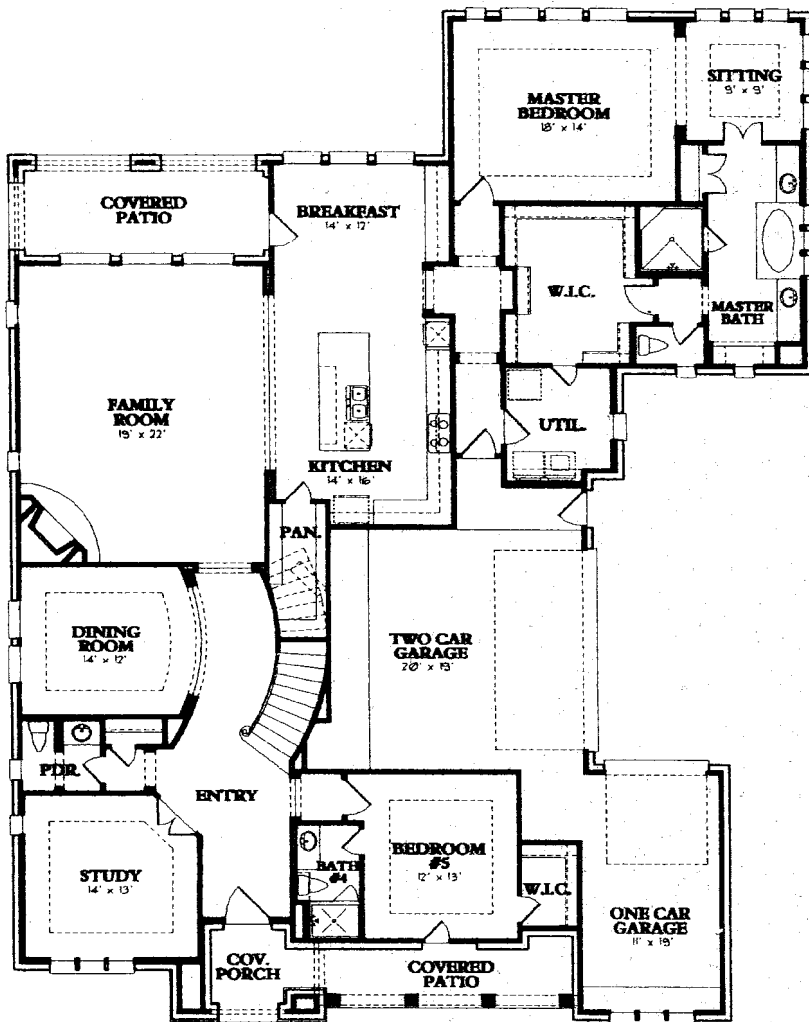 SITTING
9' x 9'
MASTER
BEDROOM
18' x 14'
COVERED
PATIO
BREAKFAST
14' x 12'
W.I.C.
MASTER
BATH
FAMILY
ROOM
19' x 22'
UTIL.
KITCHEN
14' x 16'
PAN.
DINING
ROOM
14' x 12'
TWO CAR
GARAGE
20' x 19'
PDR.
ENTRY
STUDY
14' x 13'
BATH
#4
BEDROOM
#5
12' x 13'
W.I.C.
ONE CAR
GARAGE
11' x 19'
COV.
PORCH
COVERED
PATIO